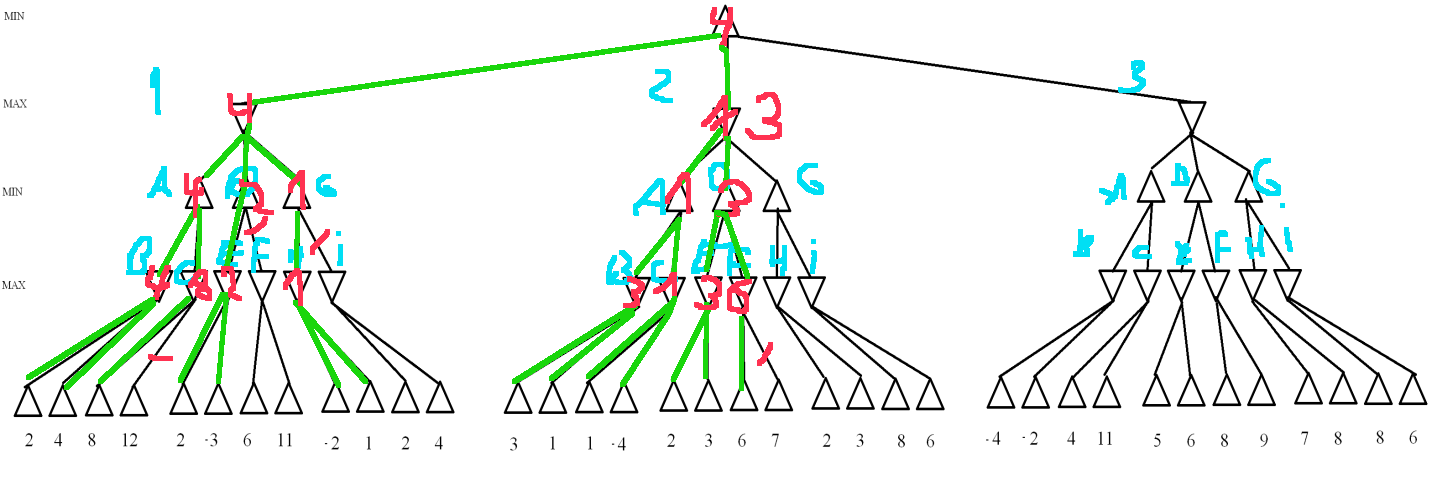 MIN
4
1 2 3
MAX
4 1 3
MIN
A 4 D 2 1 G
A 1 D 3 G
A D G
B C E F H i
B C E F H i
B C E F H i
MAX
4 8 2 1
3 1 3 6
2 4 8 12 2 -3 6 11 -2 1 2 4
3 1 1 -4 2 3 6 7 2 3 8 6
-4 -2 4 11 5 6 8 9 7 8 8 6